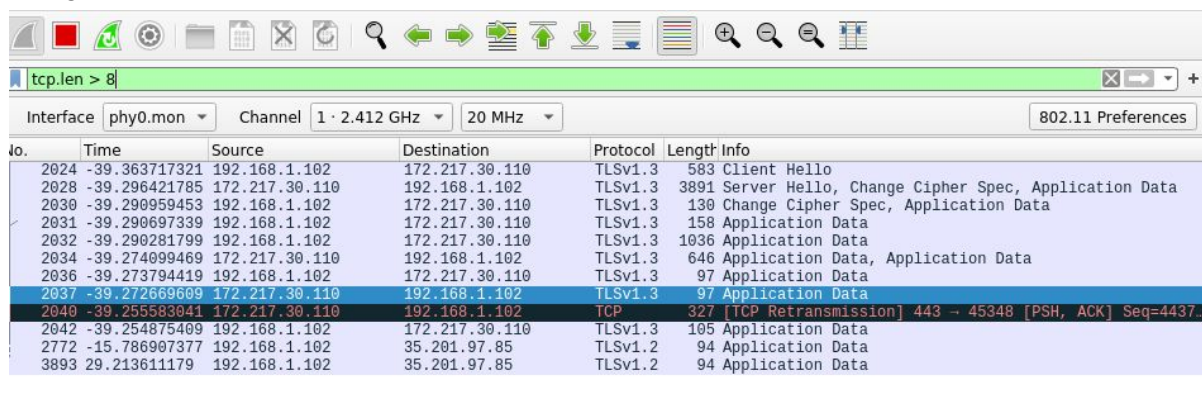 tcp.len > 8
Interface phy0.mon Channel 1 · 2.412 GHz 20 MHz 802.11 Preferences
No. Time Source Destination Protocol Length Info
2024 -39.363717321 192.168.1.102 172.217.30.110 TLSv1.3 583 Client Hello
2028 -39.296421785 172.217.30.110 192.168.1.102 TLSv1.3 3891 Server Hello, Change Cipher Spec, Application Data
2030 -39.290959453 192.168.1.102 172.217.30.110 TLSv1.3 130 Change Cipher Spec, Application Data
2031 -39.290697339 192.168.1.102 172.217.30.110 TLSv1.3 158 Application Data
2032 -39.290281799 192.168.1.102 172.217.30.110 TLSv1.3 1036 Application Data
2034 -39.274099469 172.217.30.110 192.168.1.102 TLSv1.3 646 Application Data, Application Data
2036 -39.273794419 192.168.1.102 172.217.30.110 TLSv1.3 97 Application Data
2037 -39.272669609 172.217.30.110 192.168.1.102 TLSv1.3 97 Application Data
2040 -39.255583041 172.217.30.110 192.168.1.102 TCP 327 [TCP Retransmission] 443 → 45348 [PSH, ACK] Seq=4437…
2042 -39.254875409 192.168.1.102 172.217.30.110 TLSv1.3 105 Application Data
2772 -15.786907377 192.168.1.102 35.201.97.85 TLSv1.2 94 Application Data
3893 29.213611179 192.168.1.102 35.201.97.85 TLSv1.2 94 Application Data